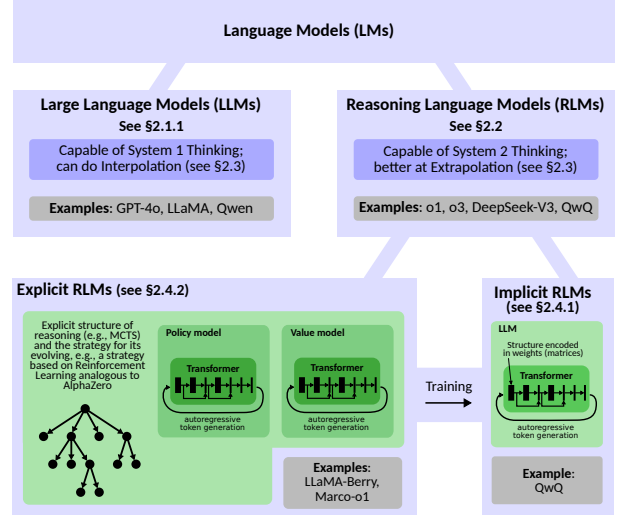 Language Models (LMs)
Large Language Models (LLMs)
See §2.1.1
Capable of System 1 Thinking;
can do Interpolation (see §2.3)
Examples: GPT-4o, LLaMA, Qwen
Reasoning Language Models (RLMs)
See §2.2
Capable of System 2 Thinking;
better at Extrapolation (see §2.3)
Examples: o1, o3, DeepSeek-V3, QwQ
Explicit RLMs (see §2.4.2)
Explicit structure of
reasoning (e.g., MCTS)
and the strategy for its
evolving, e.g., a strategy
based on Reinforcement
Learning analogous to
AlphaZero
Policy model
Transformer
autoregressive
token generation
Value model
Transformer
autoregressive
token generation
Examples:
LLaMA-Berry,
Marco-o1
Training
Implicit RLMs
(see §2.4.1)
LLM
Structure encoded
in weights (matrices)
Transformer
autoregressive
token generation
Example:
QwQ